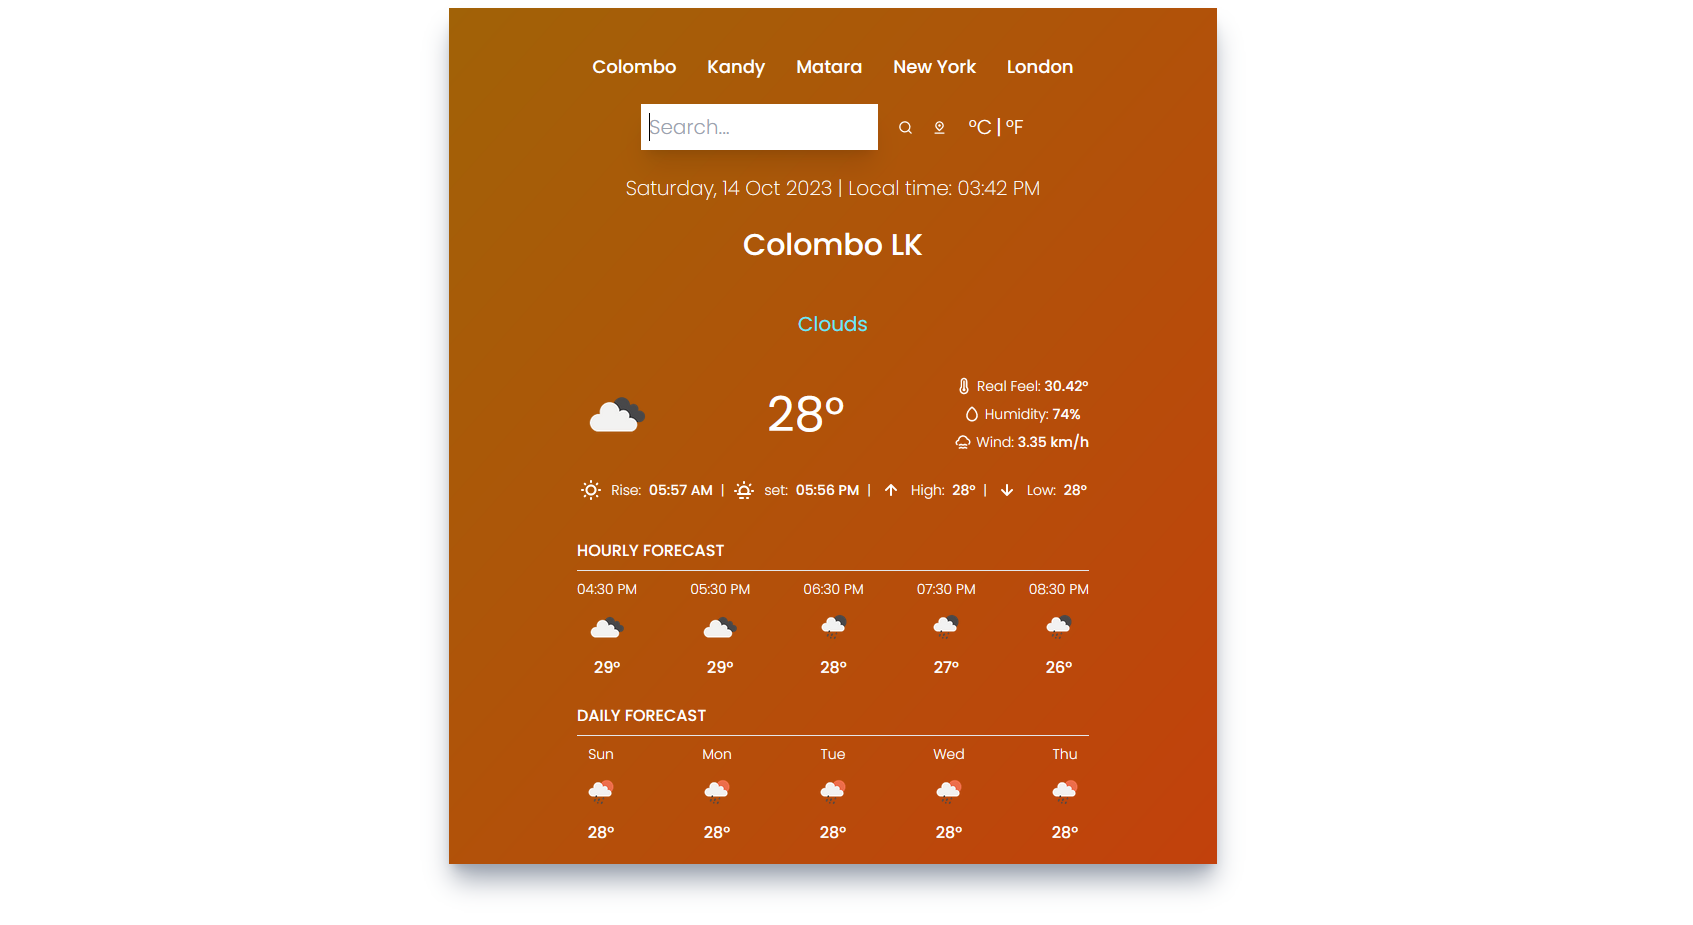 Colombo Kandy Matara New York London
Search... °C | °F
Saturday, 14 Oct 2023 | Local time: 03:42 PM
Colombo LK
Clouds
Real Feel: 30.42°
28°
Humidity: 74%
Wind: 3.35 km/h
Rise: 05:57 AM | set: 05:56 PM | High: 28° | Low: 28°
HOURLY FORECAST
04:30 PM 05:30 PM 06:30 PM 07:30 PM 08:30 PM
29° 29° 28° 27° 26°
DAILY FORECAST
Sun Mon Tue Wed Thu
28° 28° 28° 28° 28°